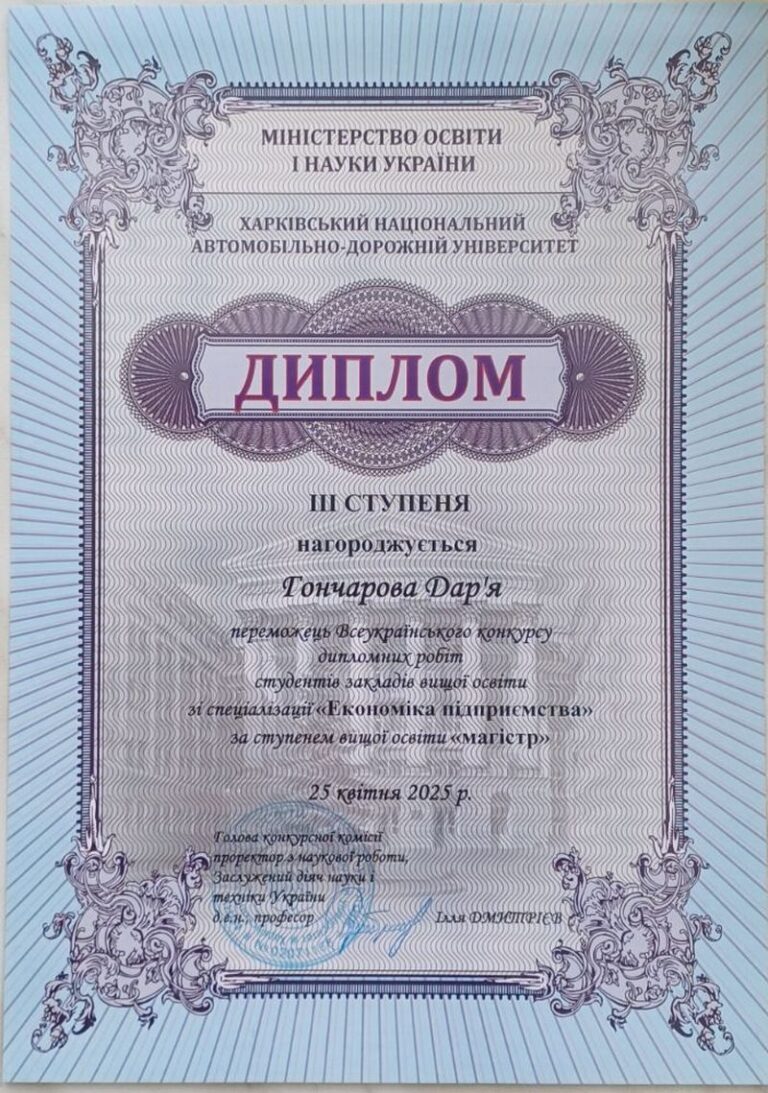 МІНІСТЕРСТВО ОСВІТИ
І НАУКИ УКРАЇНИ
ХАРКІВСЬКИЙ НАЦІОНАЛЬНИЙ
АВТОМОБІЛЬНО-ДОРОЖНІЙ УНІВЕРСИТЕТ
ДИПЛОМ
ІІІ СТУПЕНЯ
нагороджується
Гончарова Дар'я
переможець Всеукраїнського конкурсу
дипломних робіт
студентів закладів вищої освіти
зі спеціалізації «Економіка підприємства»
за ступенем вищої освіти «магістр»
25 квітня 2025 р.
Голова конкурсної комісії
проректор з наукової роботи,
Заслужений діяч науки і
техніки України
д.е.н., професор Ілля ДМИТРІЄВ